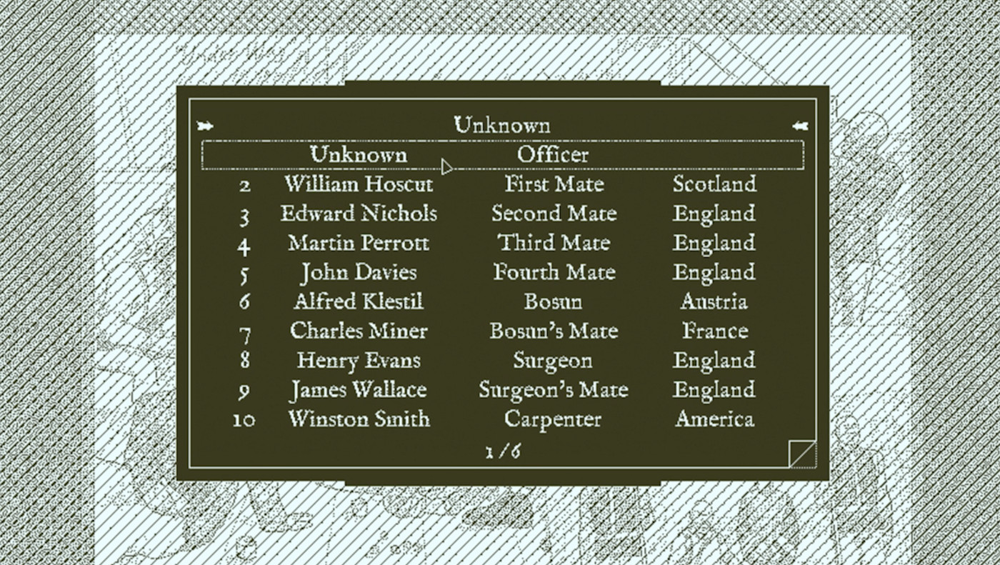 Unknown
Unknown Officer
2 William Hoscut First Mate Scotland
3 Edward Nichols Second Mate England
4 Martin Perrott Third Mate England
5 John Davies Fourth Mate England
6 Alfred Klestil Bosun Austria
7 Charles Miner Bosun's Mate France
8 Henry Evans Surgeon England
9 James Wallace Surgeon's Mate England
10 Winston Smith Carpenter America
1/6